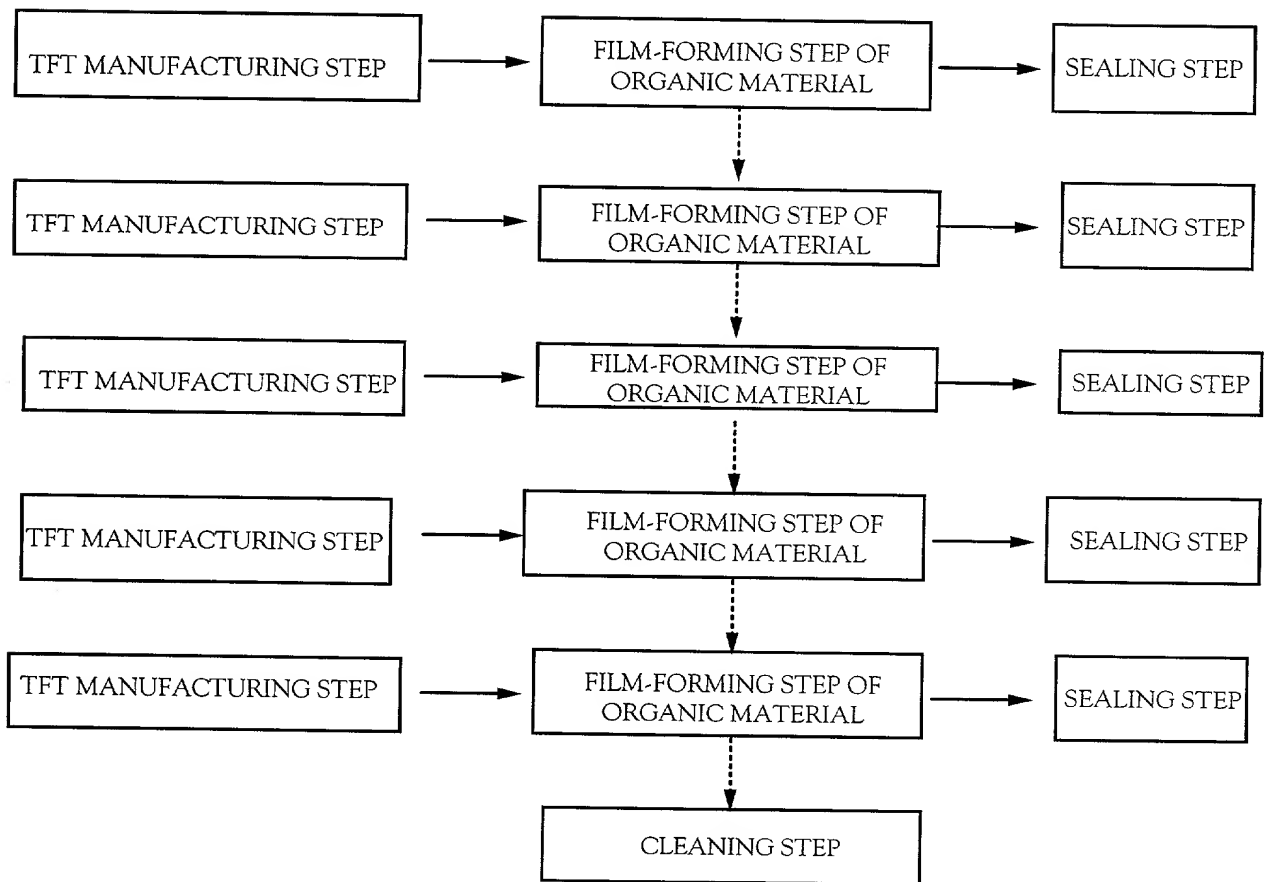 TFT MANUFACTURING STEP
FILM-FORMING STEP OF
ORGANIC MATERIAL
SEALING STEP
TFT MANUFACTURING STEP
FILM-FORMING STEP OF
ORGANIC MATERIAL
SEALING STEP
TFT MANUFACTURING STEP
FILM-FORMING STEP OF
ORGANIC MATERIAL
SEALING STEP
TFT MANUFACTURING STEP
FILM-FORMING STEP OF
ORGANIC MATERIAL
SEALING STEP
TFT MANUFACTURING STEP
FILM-FORMING STEP OF
ORGANIC MATERIAL
SEALING STEP
CLEANING STEP